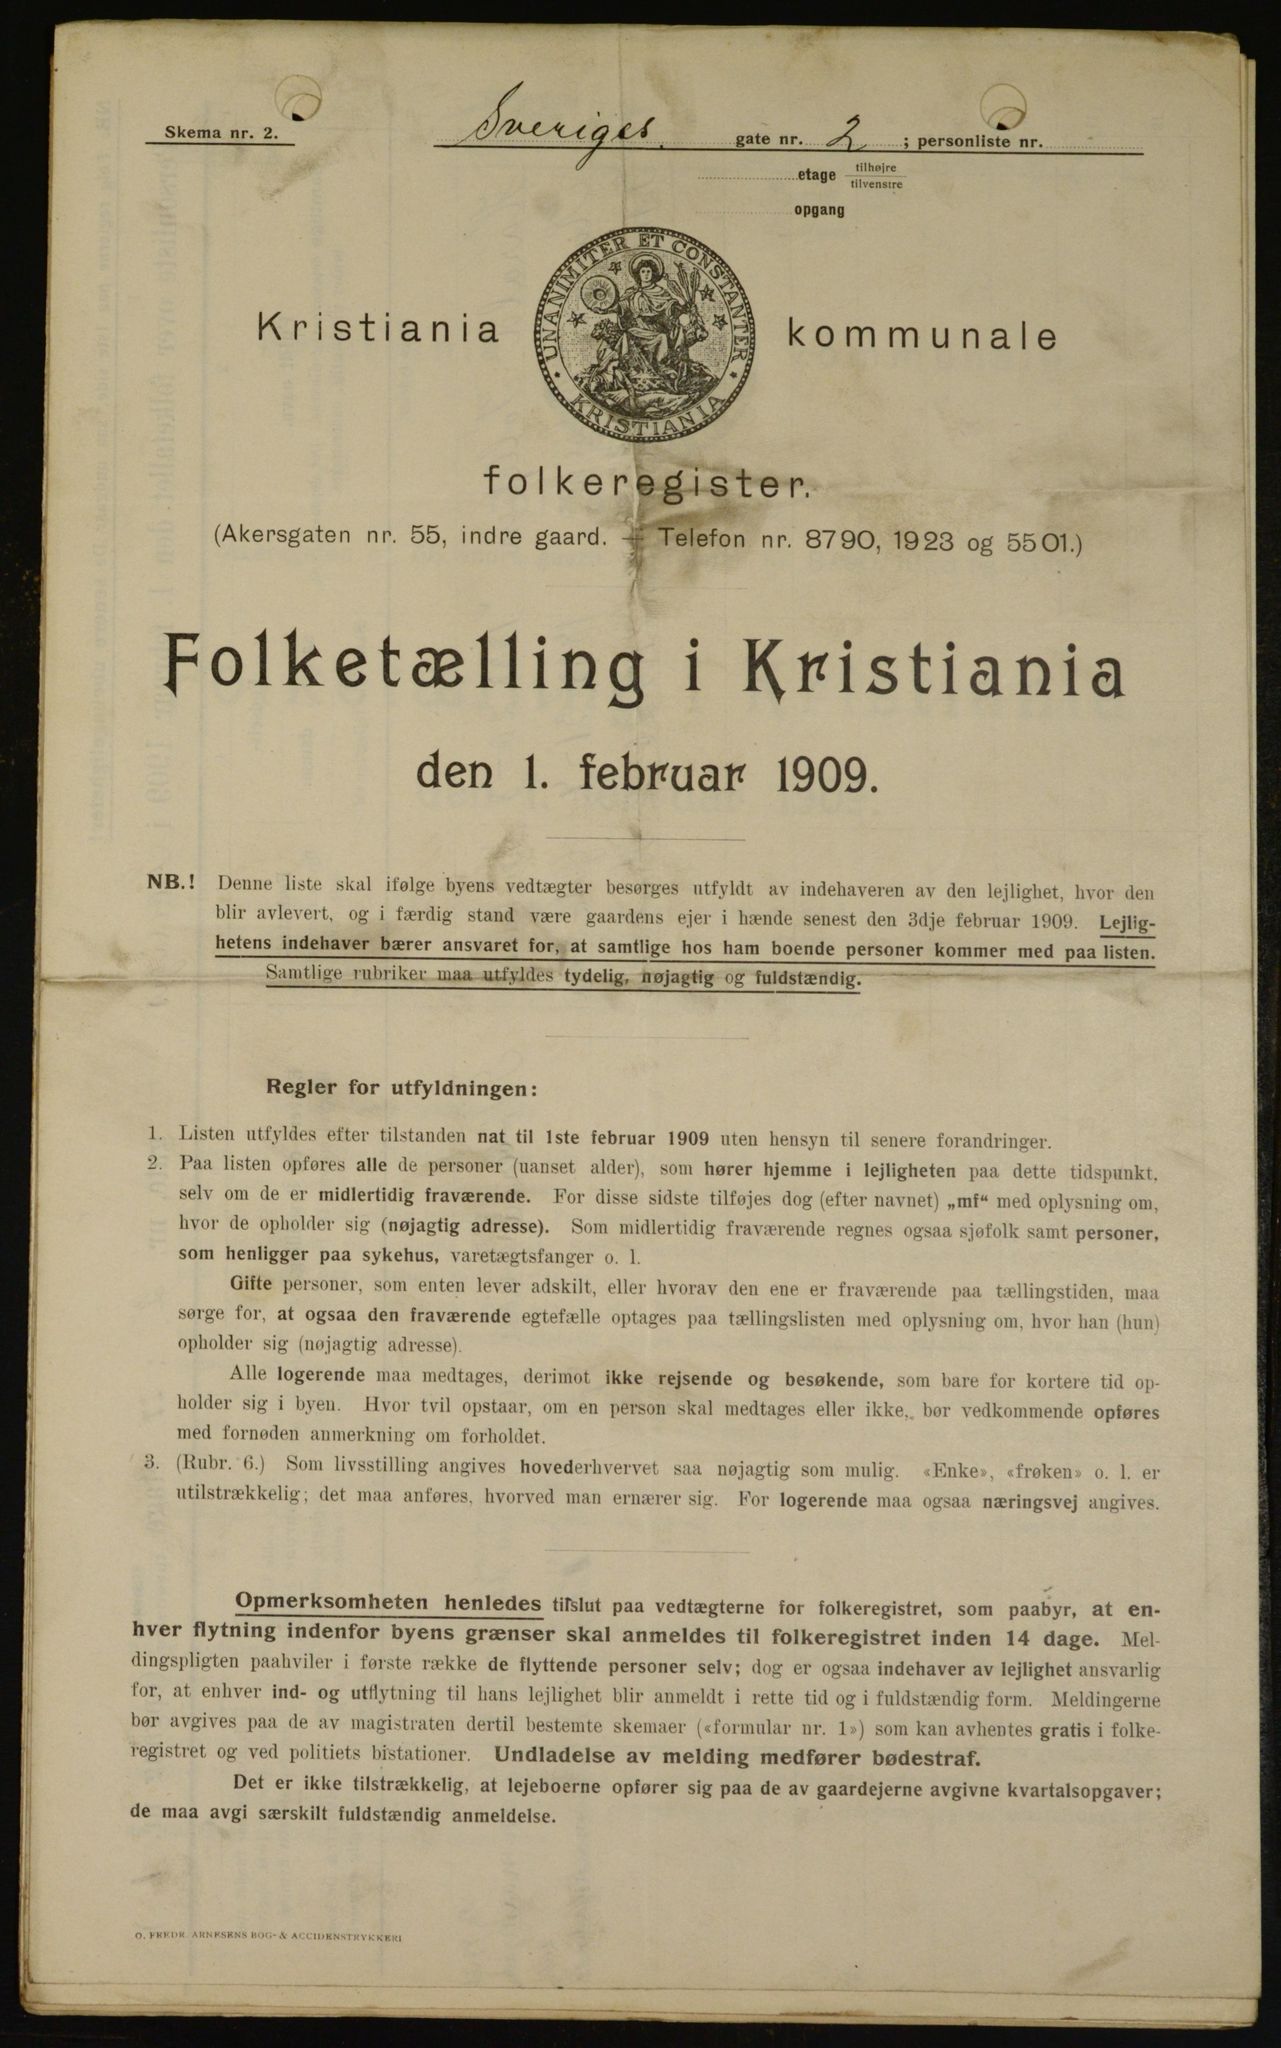 Skema nr. 2. Sveriges gate nr. 2 ; personliste nr.
etage tilhøjre
tilvenstre
opgang
UNANIMITER ET CONSTANTER
KRISTIANIA
Kristiania kommunale
folkeregister.
(Akersgaten nr. 55, indre gaard. — Telefon nr. 8790, 1923 og 5501.)
Folketælling i Kristiania
den 1. februar 1909.
NB.! Denne liste skal ifølge byens vedtægter besørges utfyldt av indehaveren av den lejlighet, hvor den
blir avlevert, og i færdig stand være gaardens ejer i hænde senest den 3dje februar 1909. Lejlig-
hetens indehaver bærer ansvaret for, at samtlige hos ham boende personer kommer med paa listen.
Samtlige rubriker maa utfyldes tydelig, nøjagtig og fuldstændig.
Regler for utfyldningen:
1. Listen utfyldes efter tilstanden nat til 1ste februar 1909 uten hensyn til senere forandringer.
2. Paa listen opføres alle de personer (uanset alder), som hører hjemme i lejligheten paa dette tidspunkt,
selv om de er midlertidig fraværende. For disse sidste tilføjes dog (efter navnet) „mf“ med oplysning om,
hvor de opholder sig (nøjagtig adresse). Som midlertidig fraværende regnes ogsaa sjøfolk samt personer,
som henligger paa sykehus, varetægtsfanger o. l.
Gifte personer, som enten lever adskilt, eller hvorav den ene er fraværende paa tællingstiden, maa
sørge for, at ogsaa den fraværende egtefælle optages paa tællingslisten med oplysning om, hvor han (hun)
opholder sig (nøjagtig adresse).
Alle logerende maa medtages, derimot ikke rejsende og besøkende, som bare for kortere tid op-
holder sig i byen. Hvor tvil opstaar, om en person skal medtages eller ikke, bør vedkommende opføres
med fornøden anmerkning om forholdet.
3. (Rubr. 6.) Som livsstilling angives hovederhvervet saa nøjagtig som mulig. «Enke», «frøken» o. l. er
utilstrækkelig; det maa anføres, hvorved man ernærer sig. For logerende maa ogsaa næringsvej angives.
Opmerksomheten henledes tilslut paa vedtægterne for folkeregistret, som paabyr, at en-
hver flytning indenfor byens grænser skal anmeldes til folkeregistret inden 14 dage. Mel-
dingspligten paahviler i første række de flyttende personer selv; dog er ogsaa indehaver av lejlighet ansvarlig
for, at enhver ind- og utflytning til hans lejlighet blir anmeldt i rette tid og i fuldstændig form. Meldingerne
bør avgives paa de av magistraten dertil bestemte skemaer («formular nr. 1») som kan avhentes gratis i folke-
registret og ved politiets bistationer. Undladelse av melding medfører bødestraf.
Det er ikke tilstrækkelig, at lejeboerne opfører sig paa de av gaardejerne avgivne kvartalsopgaver;
de maa avgi særskilt fuldstændig anmeldelse.
O. FREDR. ARNESENS BOG- & ACCIDENSTRYKKERI